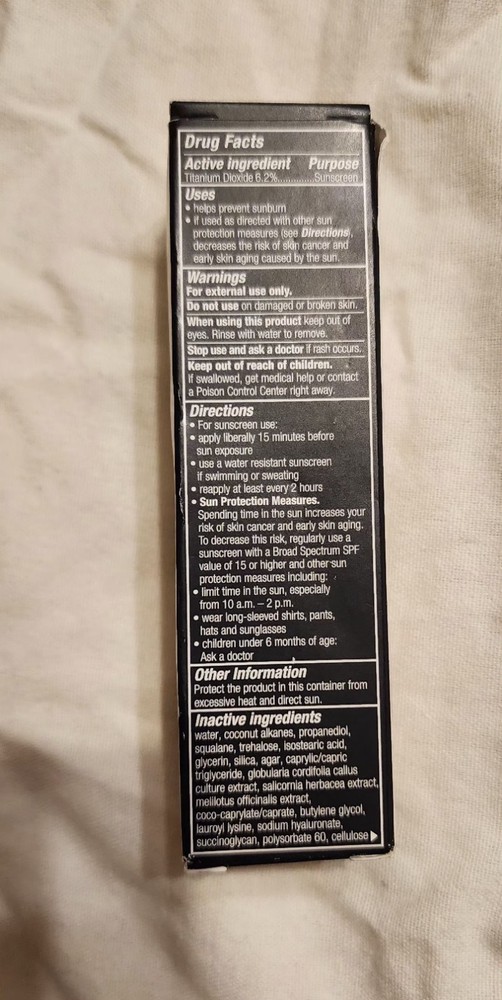 Drug Facts
Active ingredient Purpose
Titanium Dioxide 6.2%..............Sunscreen
Uses
• helps prevent sunburn
• if used as directed with other sun
protection measures (see Directions),
decreases the risk of skin cancer and
early skin aging caused by the sun.
Warnings
For external use only.
Do not use on damaged or broken skin.
When using this product keep out of
eyes. Rinse with water to remove.
Stop use and ask a doctor if rash occurs.
Keep out of reach of children.
If swallowed, get medical help or contact
a Poison Control Center right away.
Directions
• For sunscreen use:
• apply liberally 15 minutes before
sun exposure
• use a water resistant sunscreen
if swimming or sweating
• reapply at least every 2 hours
• Sun Protection Measures.
Spending time in the sun increases your
risk of skin cancer and early skin aging.
To decrease this risk, regularly use a
sunscreen with a Broad Spectrum SPF
value of 15 or higher and other sun
protection measures including:
• limit time in the sun, especially
from 10 a.m. – 2 p.m.
• wear long-sleeved shirts, pants,
hats and sunglasses
• children under 6 months of age:
Ask a doctor
Other Information
Protect the product in this container from
excessive heat and direct sun.
Inactive ingredients
water, coconut alkanes, propanediol,
squalane, trehalose, isostearic acid,
glycerin, silica, agar, caprylic/capric
triglyceride, globularia cordifolia callus
culture extract, salicornia herbacea extract,
melilotus officinalis extract,
coco-caprylate/caprate, butylene glycol,
lauroyl lysine, sodium hyaluronate,
succinoglycan, polysorbate 60, cellulose ▶